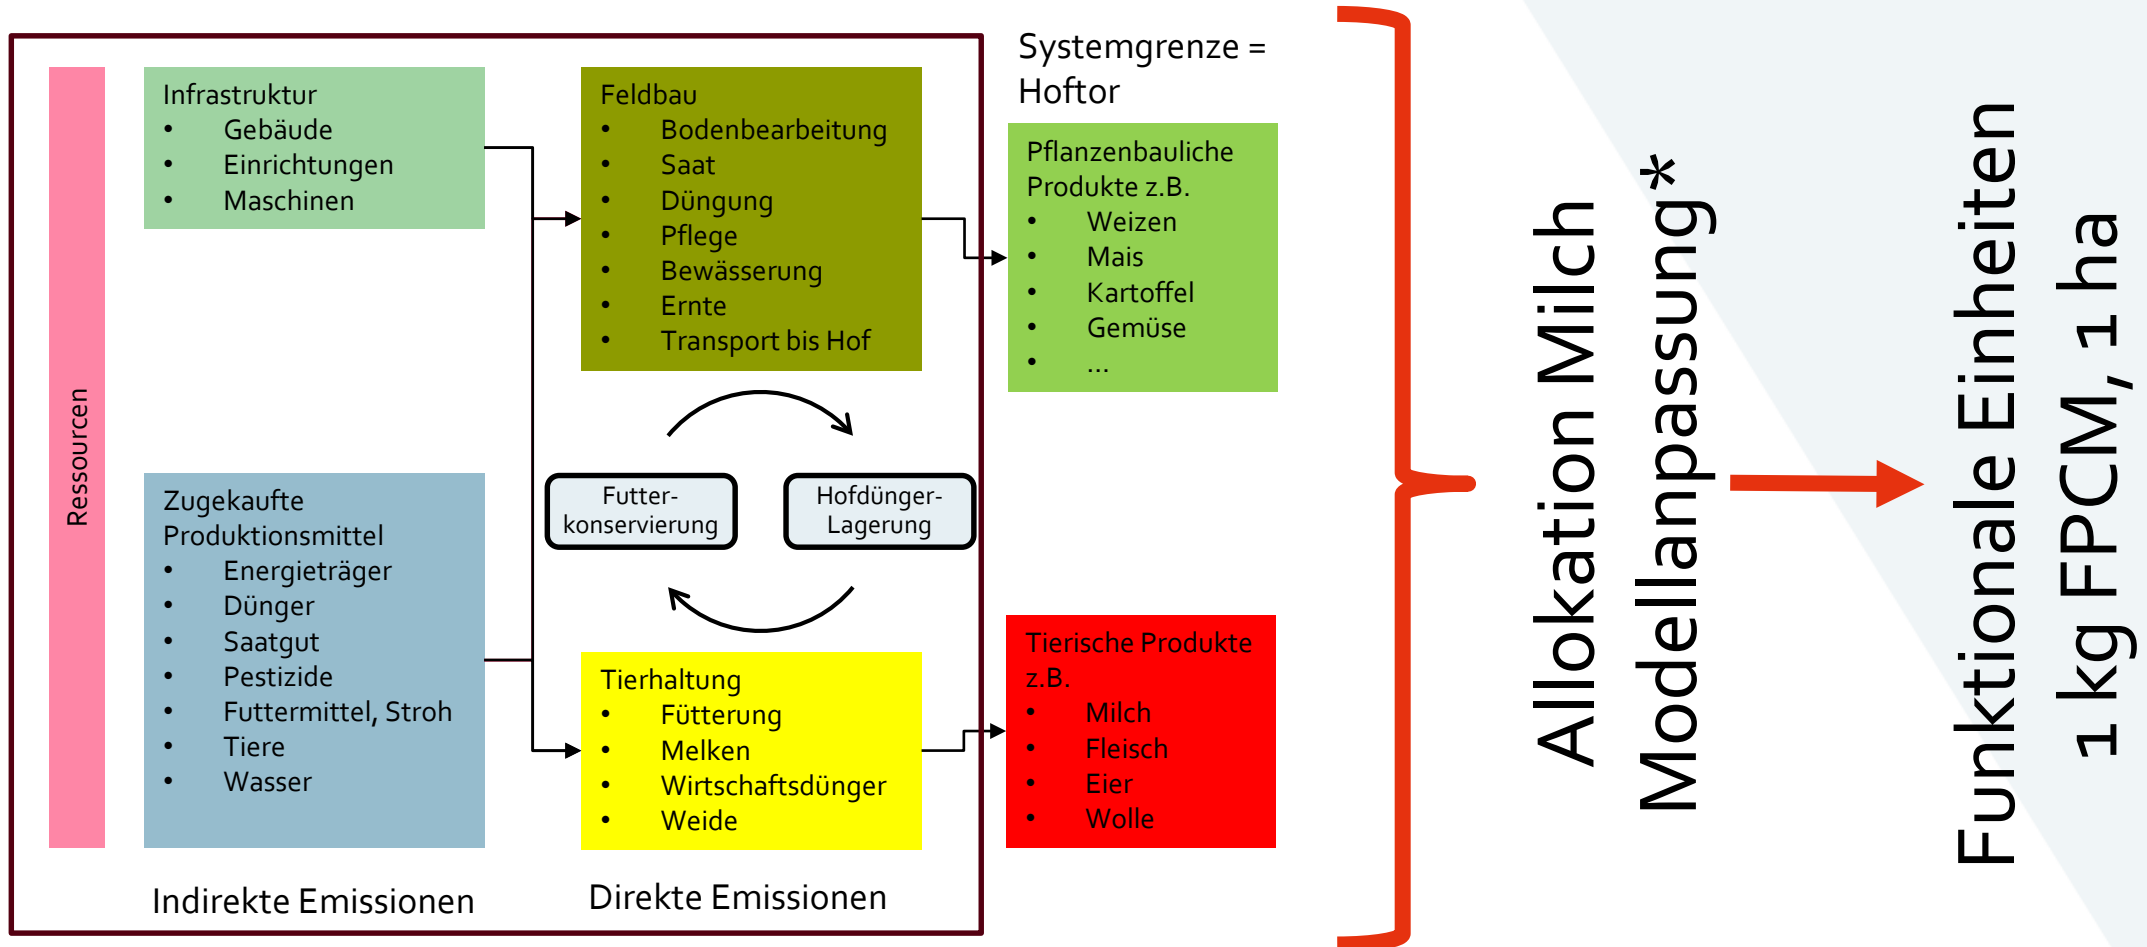 Ressourcen
Infrastruktur
• Gebäude
• Einrichtungen
• Maschinen
Zugekaufte
Produktionsmittel
• Energieträger
• Dünger
• Saatgut
• Pestizide
• Futtermittel, Stroh
• Tiere
• Wasser
Indirekte Emissionen
Feldbau
• Bodenbearbeitung
• Saat
• Düngung
• Pflege
• Bewässerung
• Ernte
• Transport bis Hof
Futter-
konservierung
Hofdünger-
Lagerung
Tierhaltung
• Fütterung
• Melken
• Wirtschaftsdünger
• Weide
Direkte Emissionen
Systemgrenze =
Hoftor
Pflanzenbauliche
Produkte z.B.
• Weizen
• Mais
• Kartoffel
• Gemüse
• ...
Tierische Produkte
z.B.
• Milch
• Fleisch
• Eier
• Wolle
Allokation Milch
Modellanpassung*
Funktionale Einheiten
1 kg FPCM, 1 ha